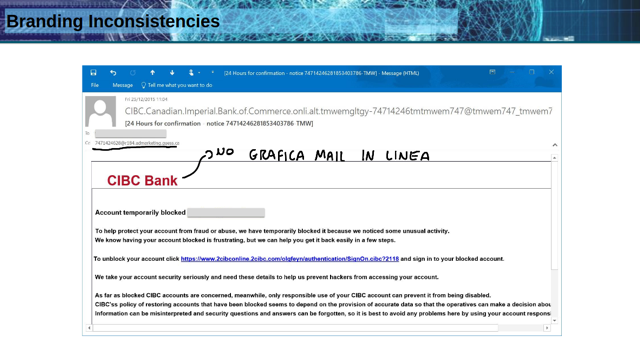 Branding Inconsistencies
[24 Hours for confirmation - notice 74714246281853403786-TMW] - Message (HTML)
File Message Tell me what you want to do
Fri 20/12/2019 11:04
CIBC.Canadian.Imperial.Bank.of.Commerce.onli.alt.tmwemgltgy-74714246tmtmwem747@tmwem747_tmwem7
[24 Hours for confirmation - notice 74714246281853403786 TMW]
To
NO GRAFICA MAIL IN LINEA
CIBC Bank
Account temporarily blocked
To help protect your account from fraud or abuse, we have temporarily blocked it because we noticed some unusual activity.
We know having your account blocked is frustrating, but we can help you get it back easily in a few steps.
To unblock your account click https://www.2cibconline.2cibc.com/olgfeyn/authentication/SignOn.cibc?2118 and sign in to your blocked account.
We take your account security seriously and need these details to help us prevent hackers from accessing your account.
As far as blocked CIBC accounts are concerned, meanwhile, only responsible use of your CIBC account can prevent it from being disabled.
CIBC'ss policy of restoring accounts that have been blocked seems to depend on the provision of accurate data so that the operatives can make a decision abou
Information can be misinterpreted and security questions and answers can be forgotten, so it is best to avoid any problems here by using your account respons